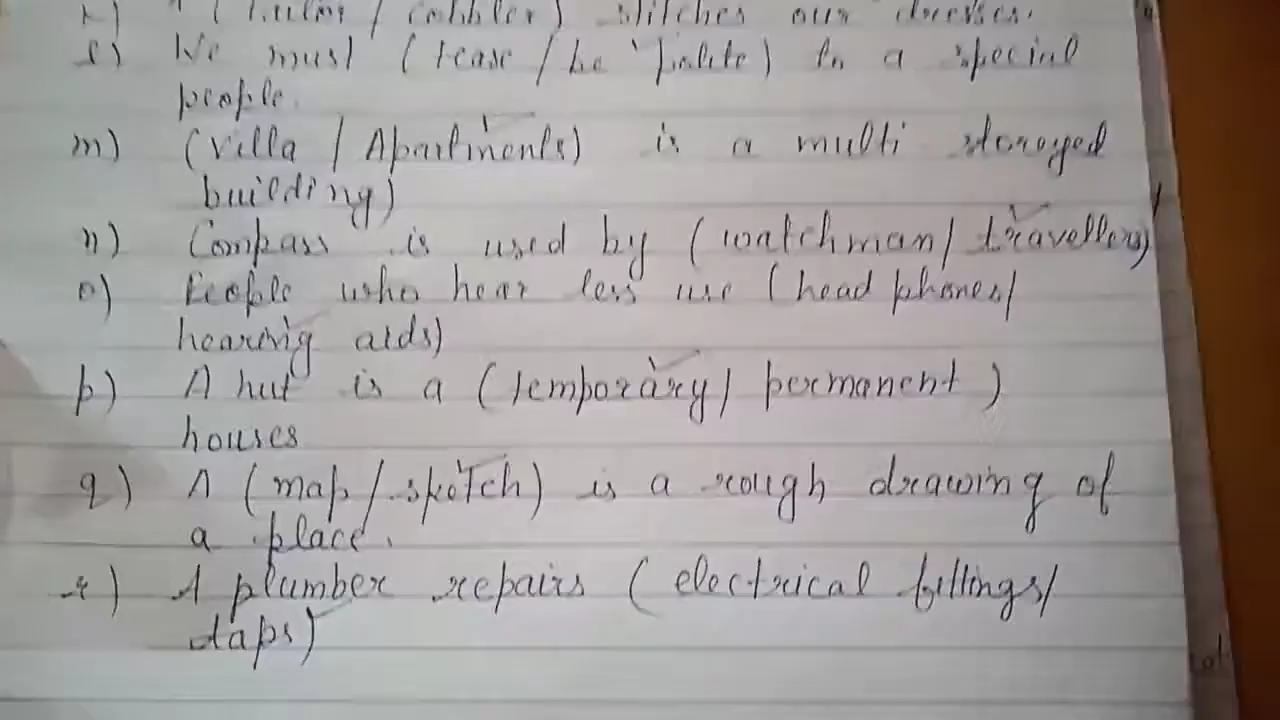 k) A (tailor / cobbler) stitches our dresses.
l) We must (tease / be polite) to a special
people.
m) (Villa / Apartments) is a multi storeyed
building)
n) Compass is used by (watchman/ travellers)
o) People who hear less use (head phones/
hearing aids)
p) A hut is a (temporary/ permanent)
houses
q) A (map/sketch) is a rough drawing of
a place.
r) A plumber repairs (electrical fittings/
taps)